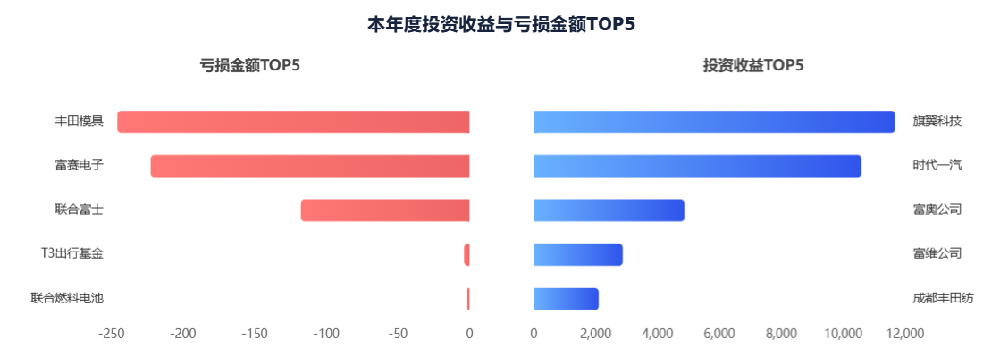 本年度投资收益与亏损金额TOP5
亏损金额TOP5
丰田模具
富赛电子
联合富士
T3出行基金
联合燃料电池
-250 -200 -150 -100 -50 0
投资收益TOP5
旗翼科技
时代一汽
富奥公司
富维公司
成都丰田纺
0 2,000 4,000 6,000 8,000 10,000 12,000